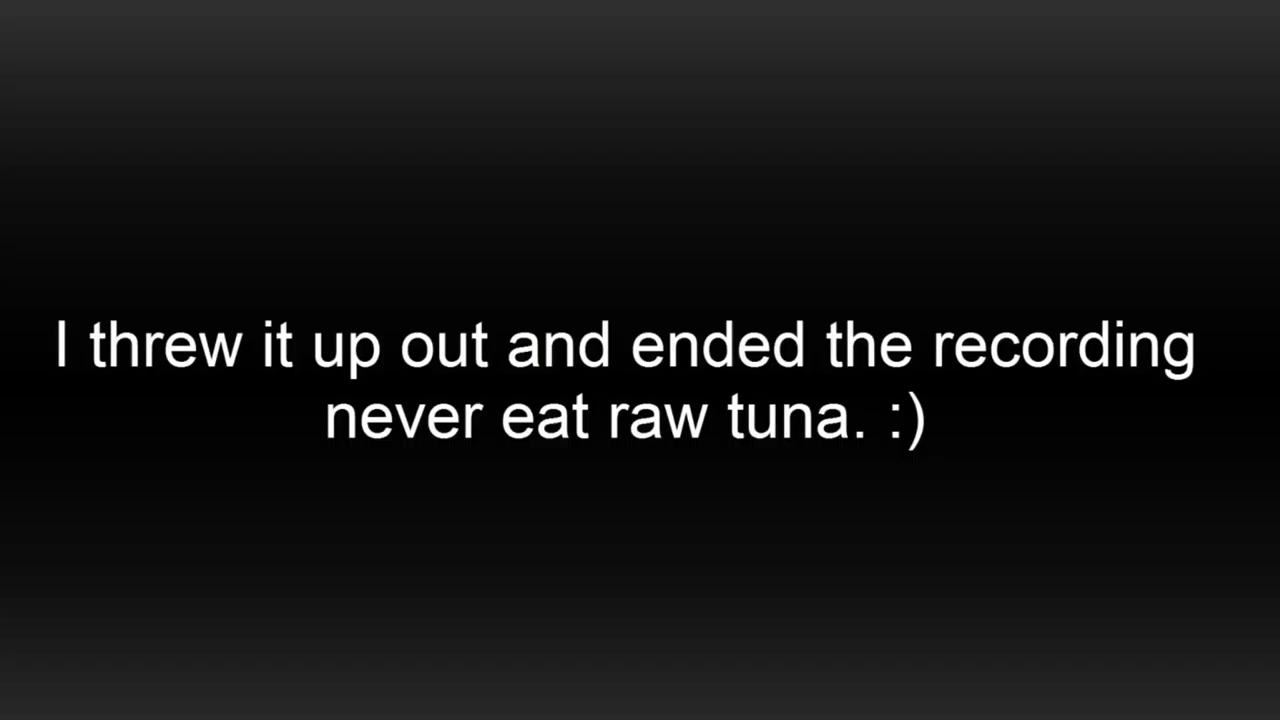 I threw it up out and ended the recording
never eat raw tuna. :)